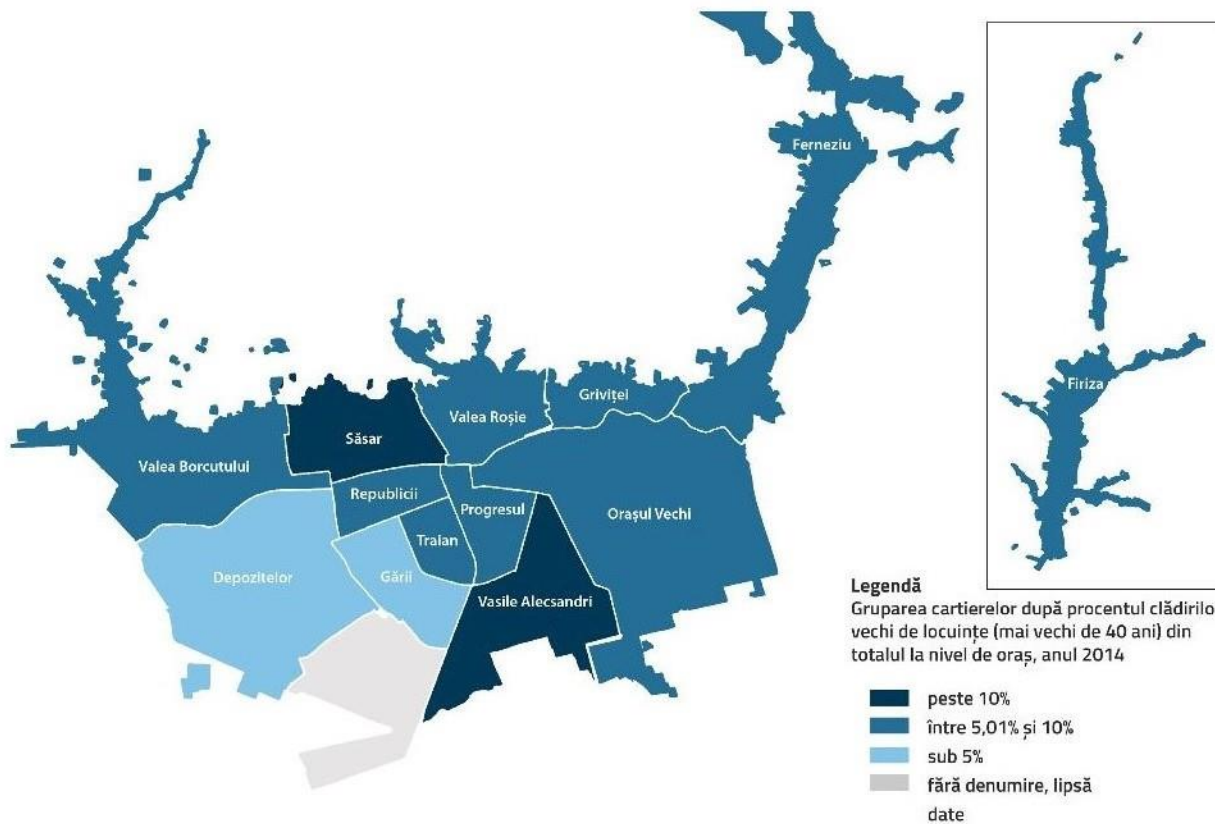 Ferneziu
Firiza
Griviței
Valea Roșie
Săsar
Valea Borcutului
Republicii
Progresul
Orașul Vechi
Traian
Depozitelor
Gării
Vasile Alecsandri
Legendă
Gruparea cartierelor după procentul clădirilo
vechi de locuințe (mai vechi de 40 ani) din
totalul la nivel de oraș, anul 2014
peste 10%
între 5,01% și 10%
sub 5%
fără denumire, lipsă
date